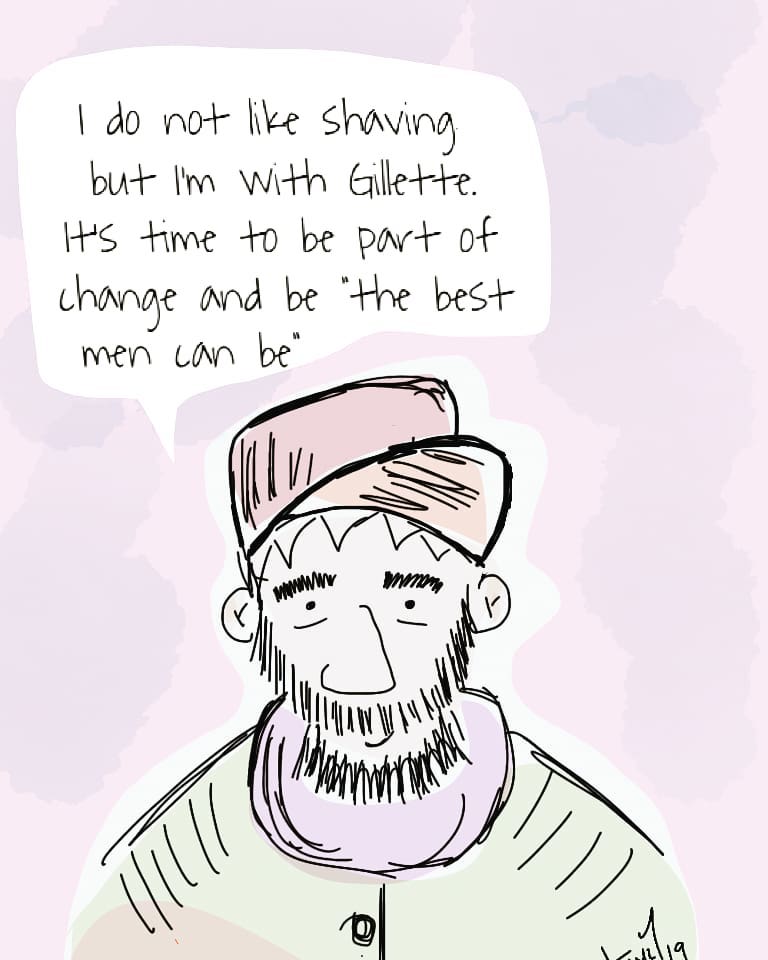 I do not like shaving
but I'm with Gillette.
It's time to be part of
change and be "the best
men can be"
19